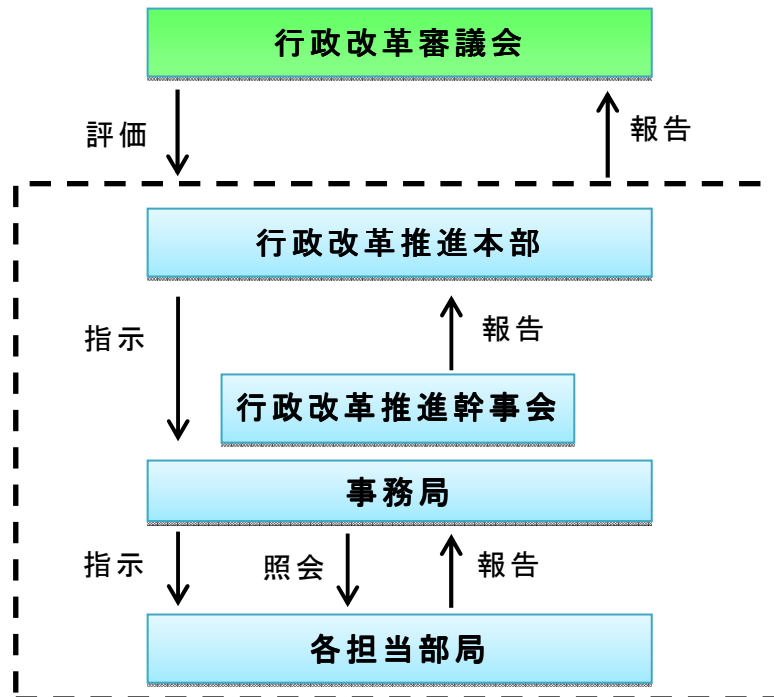 行政改革審議会
評価
報告
行政改革推進本部
指示
報告
行政改革推進幹事会
事務局
指示
照会
報告
各担当部局